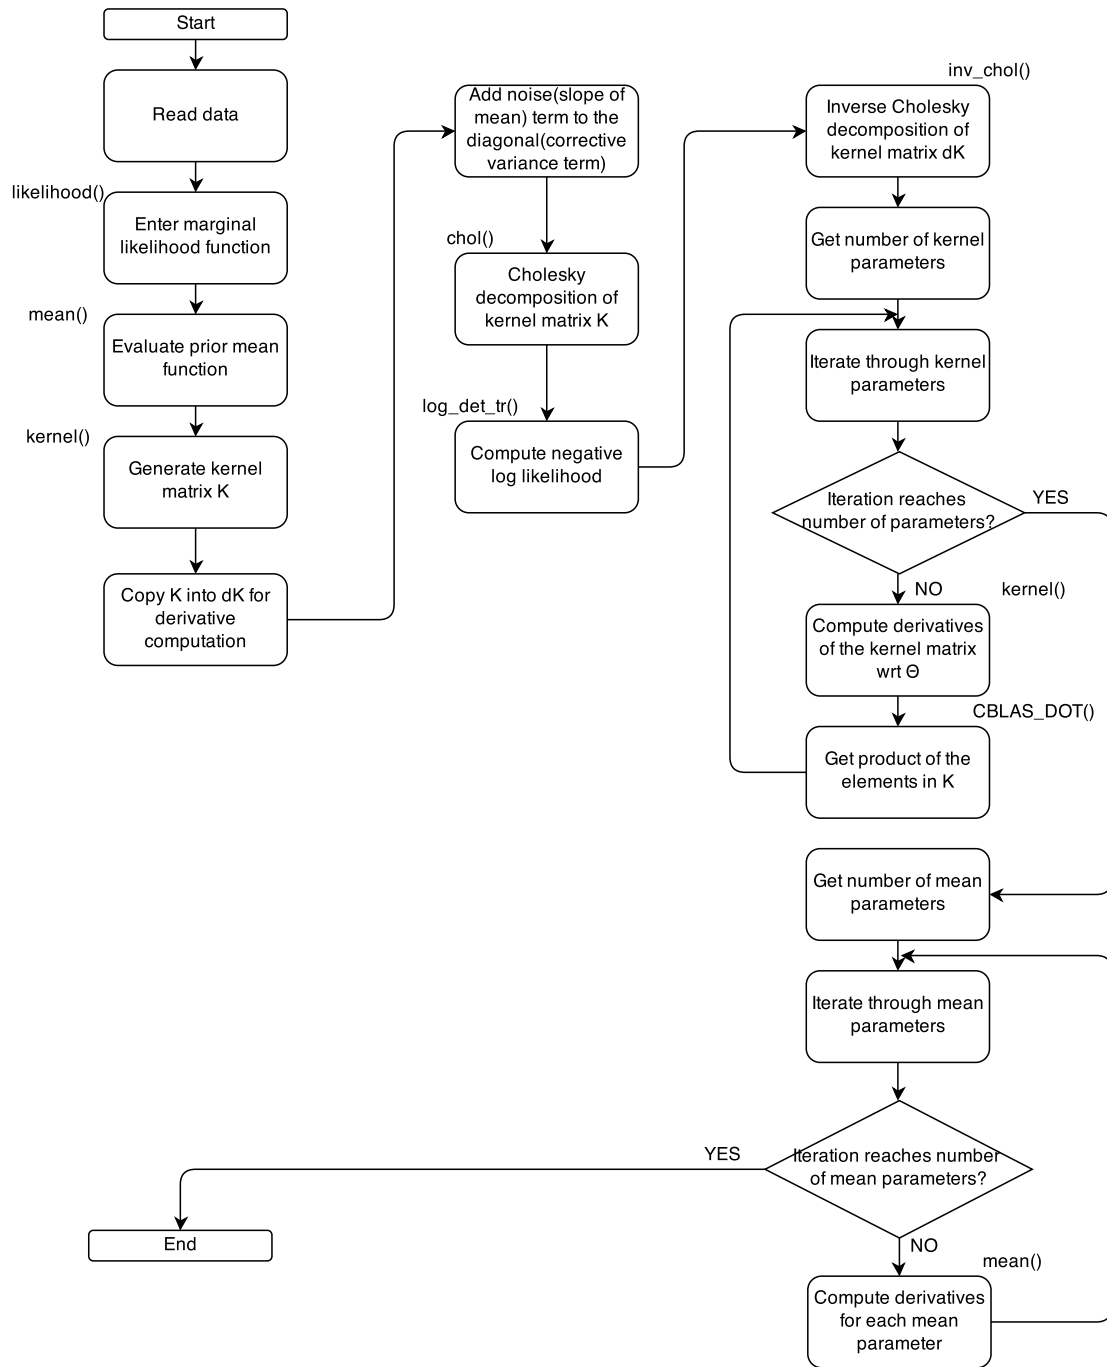 Start
Read data
likelihood()
Enter marginal
likelihood function
mean()
Evaluate prior mean
function
kernel()
Generate kernel
matrix K
Copy K into dK for
derivative
computation
Add noise(slope of
mean) term to the
diagonal(corrective
variance term)
chol()
Cholesky
decomposition of
kernel matrix K
log_det_tr()
Compute negative
log likelihood
inv_chol()
Inverse Cholesky
decomposition of
kernel matrix dK
Get number of kernel
parameters
Iterate through kernel
parameters
Iteration reaches
number of parameters?
YES
NO
kernel()
Compute derivatives
of the kernel matrix
wrt Θ
CBLAS_DOT()
Get product of the
elements in K
Get number of mean
parameters
Iterate through mean
parameters
Iteration reaches number
of mean parameters?
YES
End
NO
mean()
Compute derivatives
for each mean
parameter